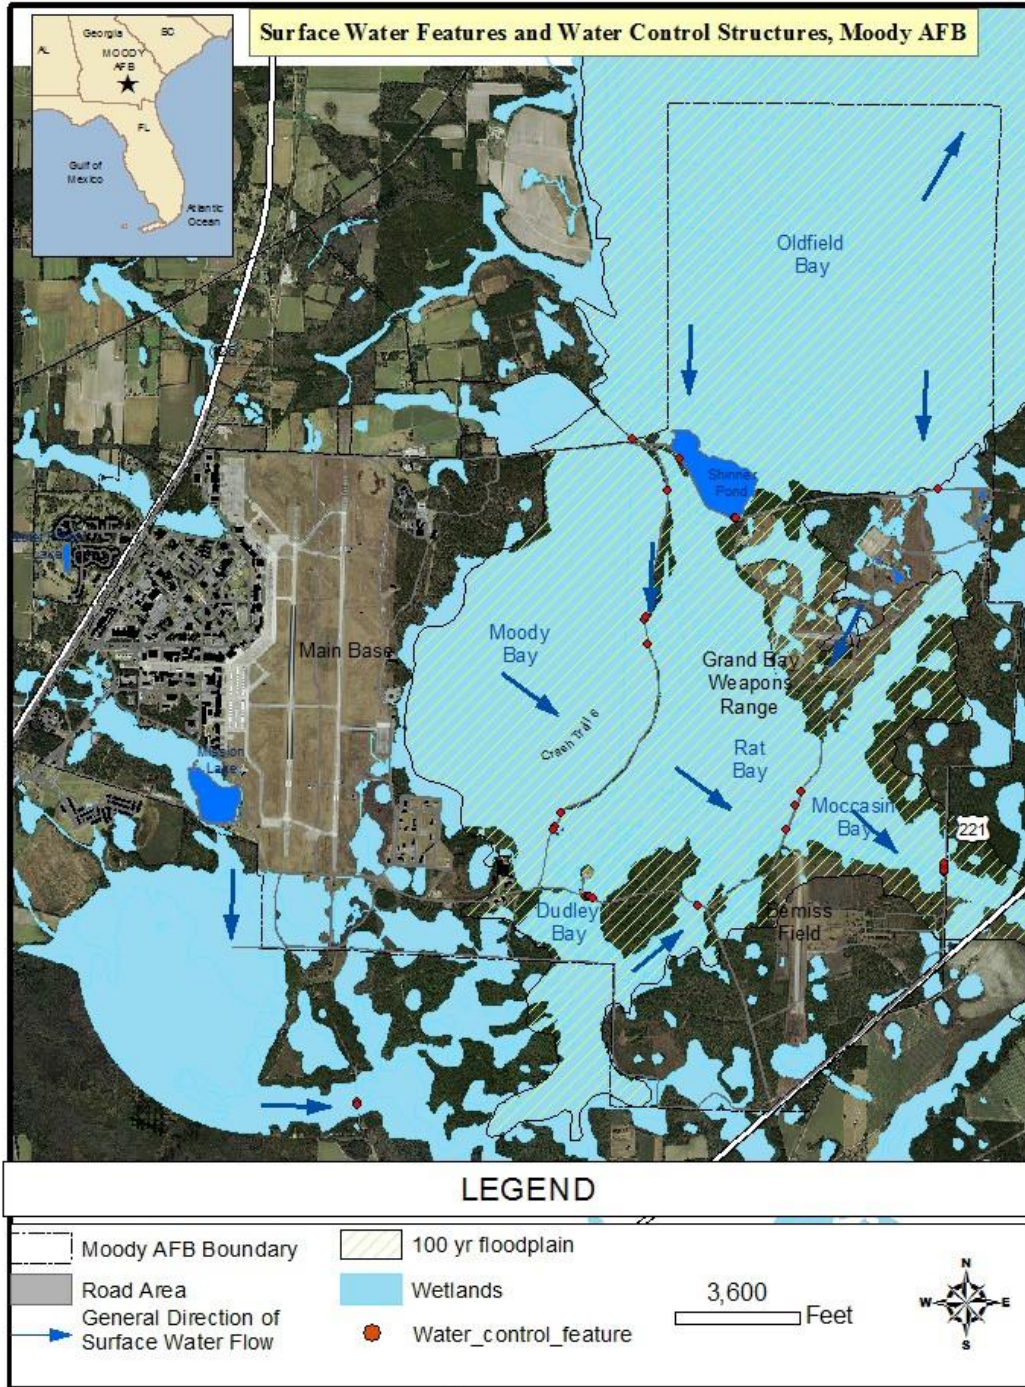 Surface Water Features and Water Control Structures, Moody AFB
Georgia
SC
AL
MOODY
AFB
FL
Gulf of
Mexico
Atlantic
Ocean
Oldfield
Bay
Shinner
Pond
Moody
Bay
Main Base
Grand Bay
Weapons
Range
Crash Trail 6
Rat
Bay
Mission
Lake
Moccasin
Bay
221
Dudley
Bay
Bemiss
Field
LEGEND
Moody AFB Boundary
100 yr floodplain
Road Area
Wetlands
General Direction of
Surface Water Flow
Water_control_feature
3,600
Feet
N
W
E
S